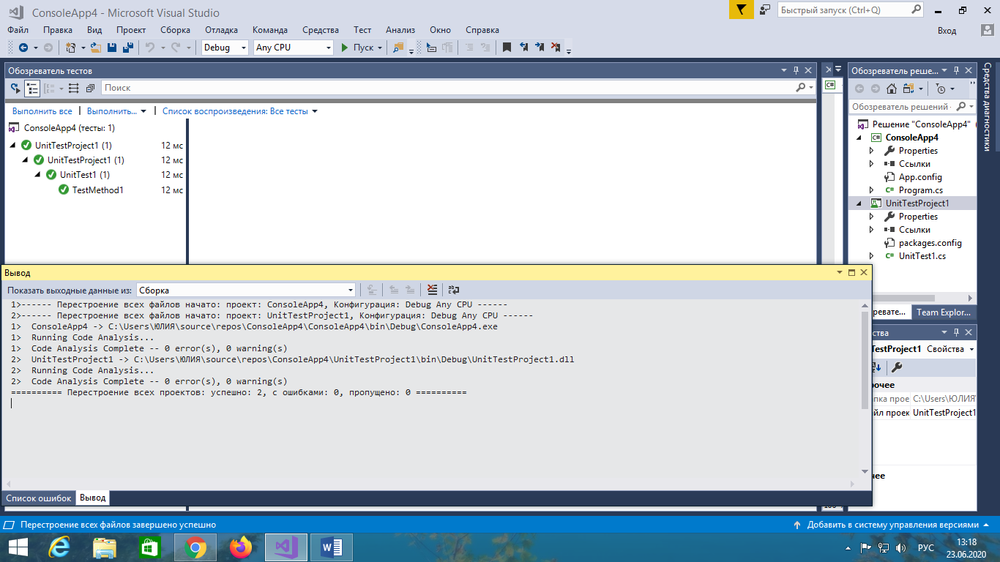 ConsoleApp4 - Microsoft Visual Studio
Быстрый запуск (Ctrl+Q)
Файл Правка Вид Проект Сборка Отладка Команда Средства Тест Анализ Окно Справка
Вход
Debug Any CPU Пуск
Обозреватель тестов
Поиск
Выполнить все | Выполнить... | Список воспроизведения: Все тесты
ConsoleApp4 (тесты: 1)
UnitTestProject1 (1) 12 мс
UnitTestProject1 (1) 12 мс
UnitTest1 (1) 12 мс
TestMethod1 12 мс
Обозреватель реше...
Обозреватель решений -
Решение "ConsoleApp4" (
C# ConsoleApp4
Properties
Ссылки
App.config
C# Program.cs
UnitTestProject1
Properties
Ссылки
packages.config
C# UnitTest1.cs
Средства диагностики
C#
Вывод
Показать выходные данные из: Сборка
1>------ Перестроение всех файлов начато: проект: ConsoleApp4, Конфигурация: Debug Any CPU ------
2>------ Перестроение всех файлов начато: проект: UnitTestProject1, Конфигурация: Debug Any CPU ------
1>  ConsoleApp4 -> C:\Users\ЮЛИЯ\source\repos\ConsoleApp4\ConsoleApp4\bin\Debug\ConsoleApp4.exe
1>  Running Code Analysis...
1>  Code Analysis Complete -- 0 error(s), 0 warning(s)
2>  UnitTestProject1 -> C:\Users\ЮЛИЯ\source\repos\ConsoleApp4\UnitTestProject1\bin\Debug\UnitTestProject1.dll
2>  Running Code Analysis...
2>  Code Analysis Complete -- 0 error(s), 0 warning(s)
========== Перестроение всех проектов: успешно: 2, с ошибками: 0, пропущено: 0 ==========
Список ошибок Вывод
ревате... Team Explor...
ства
TestProject1 Свойства
рочее
пка прое C:\Users\ЮЛИЯ\
йл проек UnitTestProject1
чее
Перестроение всех файлов завершено успешно
Добавить в систему управления версиями
РУС
13:18
23.06.2020